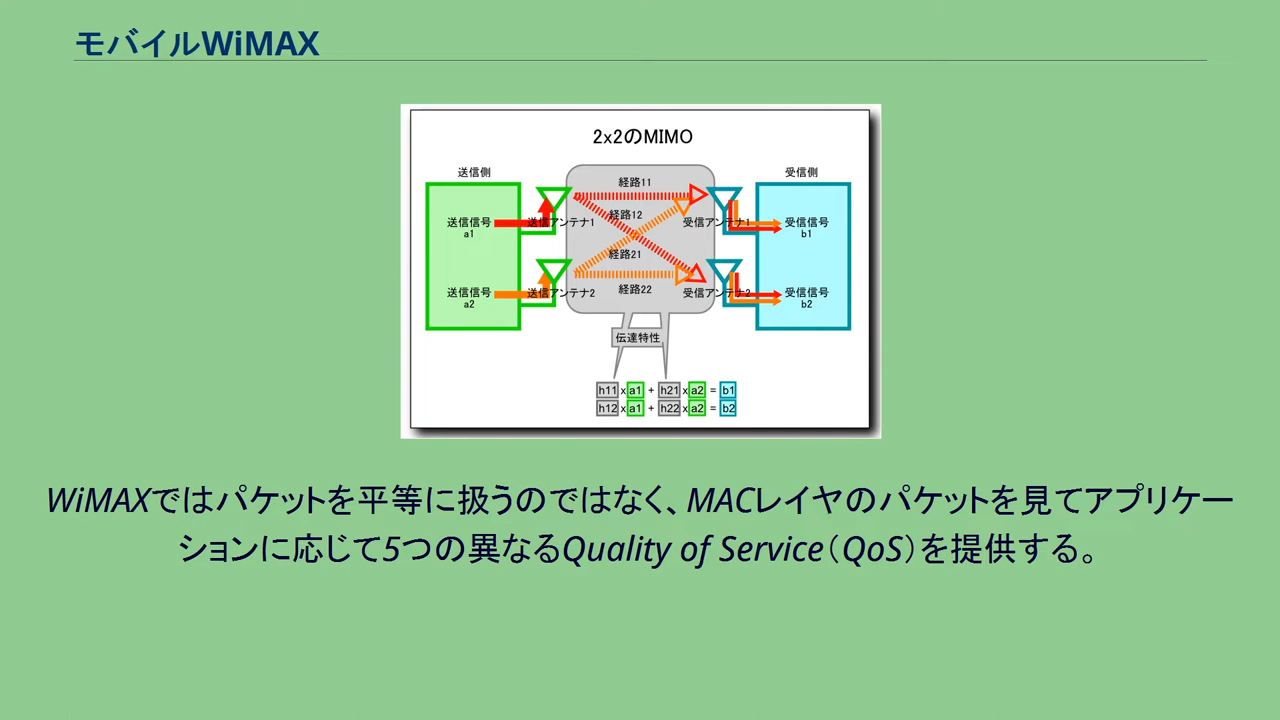 モバイルWiMAX
2x2のMIMO
送信側
受信側
経路11
経路12
経路21
経路22
送信信号
a1
送信アンテナ1
受信アンテナ1
受信信号
b1
送信信号
a2
送信アンテナ2
受信アンテナ2
受信信号
b2
伝達特性
h11 x a1 + h21 x a2 = b1
h12 x a1 + h22 x a2 = b2
WiMAXではパケットを平等に扱うのではなく、MACレイヤのパケットを見てアプリケー
ションに応じて5つの異なるQuality of Service（QoS）を提供する。